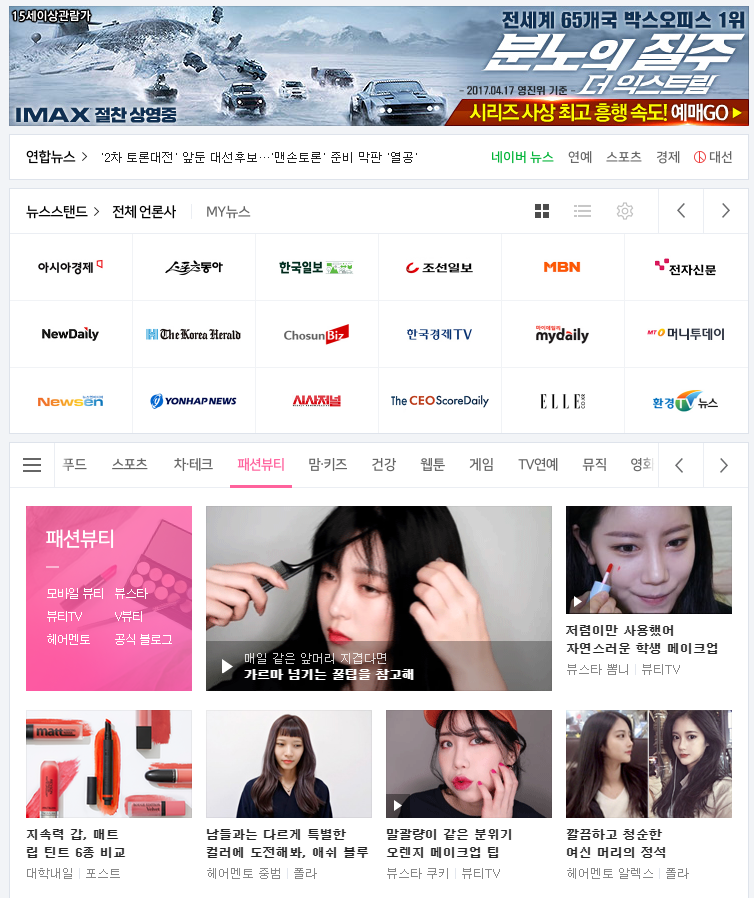 15세이상관람가
전세계 65개국 박스오피스 1위
분노의 질주
- 2017.04.17 영진위 기준 -
더 익스트림
IMAX 절찬 상영중
시리즈 사상 최고 흥행 속도! 예매GO ▶
연합뉴스 > '2차 토론대전' 앞둔 대선후보…'맨손토론' 준비 막판 '열공' 네이버 뉴스 연예 스포츠 경제 대선
뉴스스탠드 > 전체 언론사 MY뉴스
아시아경제 스포츠동아 한국일보 조선일보 MBN 전자신문
NewDaily The Korea Herald ChosunBiz 한국경제TV 마이데일리 mydaily MT 머니투데이
Newsen YONHAP NEWS 시사저널 The CEOScoreDaily ELLE.CO.KR 환경TV뉴스
푸드 스포츠 차·테크 패션뷰티 맘·키즈 건강 웹툰 게임 TV연예 뮤직 영화
패션뷰티
모바일 뷰티 뷰스타
뷰티TV V뷰티
헤어멘토 공식 블로그
매일 같은 앞머리 지겹다면
가르마 넘기는 꿀팁을 참고해
저렴이만 사용했어
자연스러운 학생 메이크업
뷰스타 뽐니 | 뷰티TV
matt
지속력 갑, 매트
립 틴트 6종 비교
대학내일 | 포스트
남들과는 다르게 특별한
컬러에 도전해봐, 애쉬 블루
헤어멘토 중범 | 폴라
말괄량이 같은 분위기
오렌지 메이크업 팁
뷰스타 쿠키 | 뷰티TV
깔끔하고 청순한
여신 머리의 정석
헤어멘토 알렉스 | 폴라